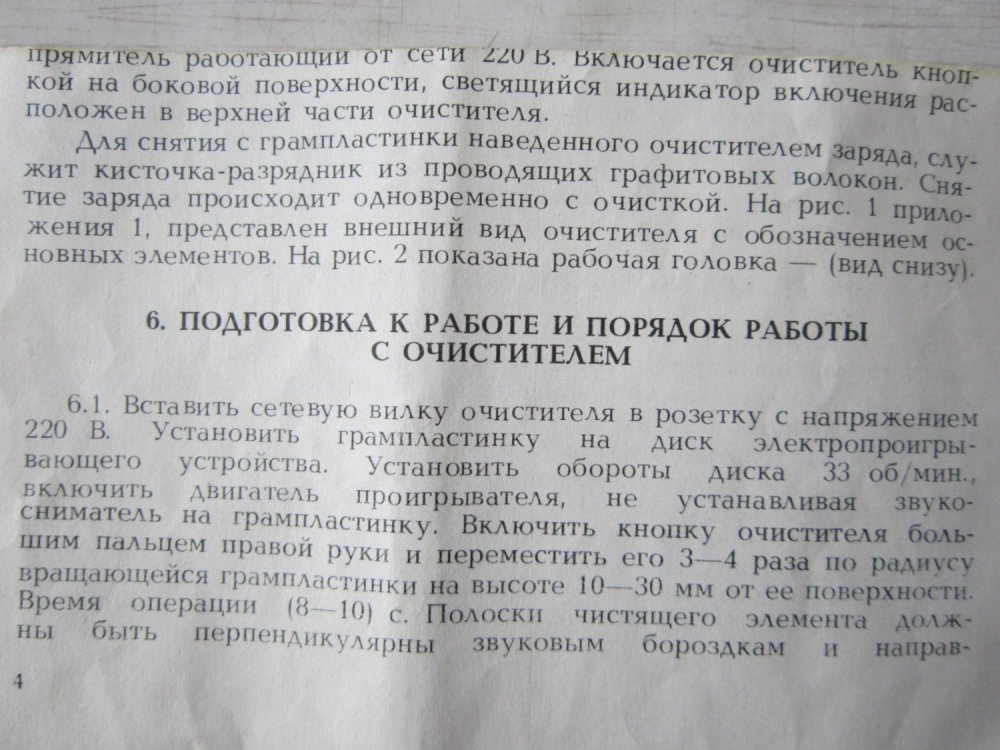 прямитель работающий от сети 220 В. Включается очиститель кноп-
кой на боковой поверхности, светящийся индикатор включения рас-
положен в верхней части очистителя.
Для снятия с грампластинки наведенного очистителем заряда, слу-
жит кисточка-разрядник из проводящих графитовых волокон. Сня-
тие заряда происходит одновременно с очисткой. На рис. 1 прило-
жения 1, представлен внешний вид очистителя с обозначением ос-
новных элементов. На рис. 2 показана рабочая головка — (вид снизу).
6. ПОДГОТОВКА К РАБОТЕ И ПОРЯДОК РАБОТЫ
С ОЧИСТИТЕЛЕМ
6.1. Вставить сетевую вилку очистителя в розетку с напряжением
220 В. Установить грампластинку на диск электропроигры-
вающего устройства. Установить обороты диска 33 об/мин.,
включить двигатель проигрывателя, не устанавливая звуко-
сниматель на грампластинку. Включить кнопку очистителя боль-
шим пальцем правой руки и переместить его 3—4 раза по радиусу
вращающейся грампластинки на высоте 10—30 мм от ее поверхности.
Время операции (8—10) с. Полоски чистящего элемента долж-
ны быть перпендикулярны звуковым бороздкам и направ-
4